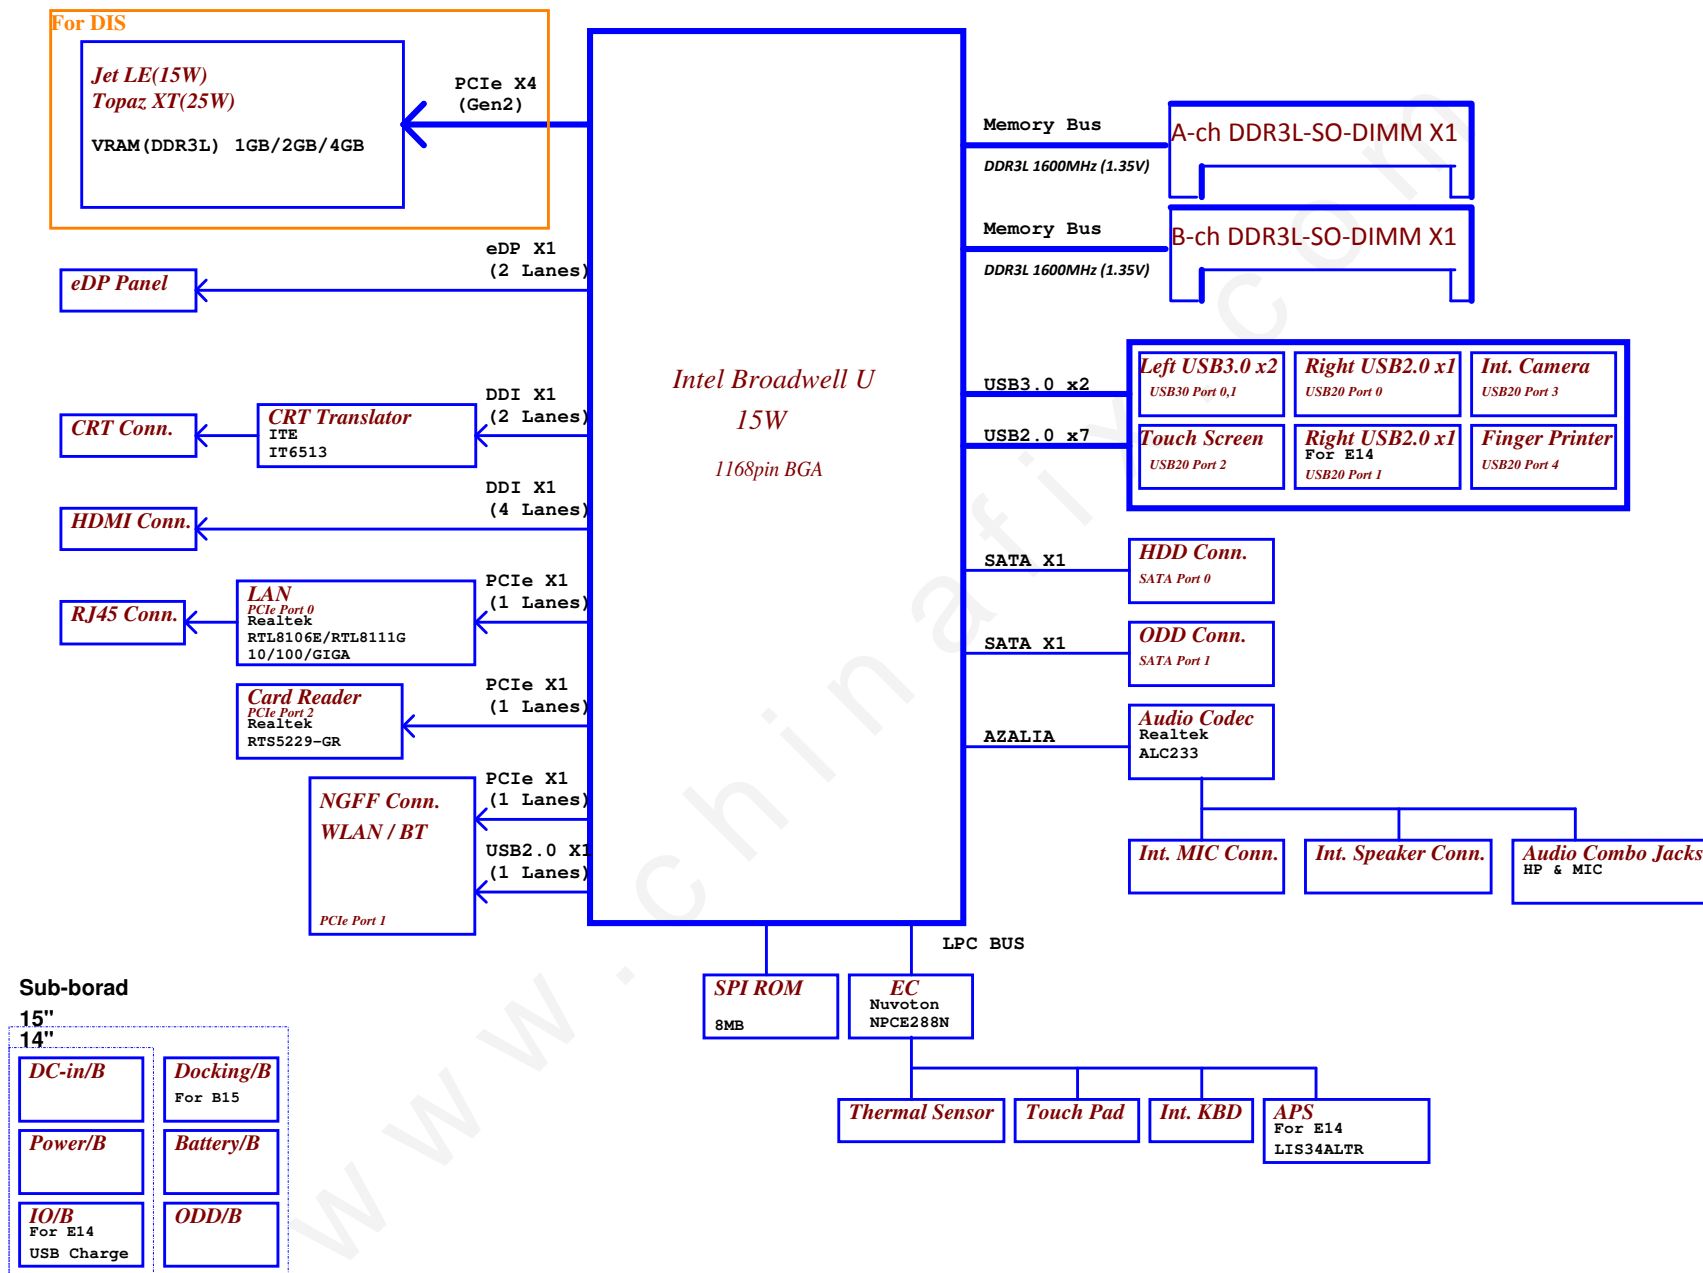 For DIS
Jet LE(15W)
Topaz XT(25W)
VRAM(DDR3L) 1GB/2GB/4GB
PCIe X4
(Gen2)
eDP X1
(2 Lanes)
eDP Panel
DDI X1
(2 Lanes)
CRT Conn.
CRT Translator
ITE
IT6513
DDI X1
(4 Lanes)
HDMI Conn.
PCIe X1
(1 Lanes)
RJ45 Conn.
LAN
PCIe Port 0
Realtek
RTL8106E/RTL8111G
10/100/GIGA
PCIe X1
(1 Lanes)
Card Reader
PCIe Port 2
Realtek
RTS5229-GR
PCIe X1
(1 Lanes)
NGFF Conn.
WLAN / BT
USB2.0 X1
(1 Lanes)
PCIe Port 1
Intel Broadwell U
15W
1168pin BGA
Memory Bus
DDR3L 1600MHz (1.35V)
A-ch DDR3L-SO-DIMM X1
Memory Bus
DDR3L 1600MHz (1.35V)
B-ch DDR3L-SO-DIMM X1
USB3.0 x2
USB2.0 x7
Left USB3.0 x2
USB30 Port 0,1
Right USB2.0 x1
USB20 Port 0
Int. Camera
USB20 Port 3
Touch Screen
USB20 Port 2
Right USB2.0 x1
For E14
USB20 Port 1
Finger Printer
USB20 Port 4
SATA X1
HDD Conn.
SATA Port 0
SATA X1
ODD Conn.
SATA Port 1
AZALIA
Audio Codec
Realtek
ALC233
Int. MIC Conn.
Int. Speaker Conn.
Audio Combo Jacks
HP & MIC
LPC BUS
SPI ROM
8MB
EC
Nuvoton
NPCE288N
Thermal Sensor
Touch Pad
Int. KBD
APS
For E14
LIS34ALTR
Sub-borad
15"
14"
DC-in/B
Docking/B
For B15
Power/B
Battery/B
IO/B
For E14
USB Charge
ODD/B
www.chinafix.com